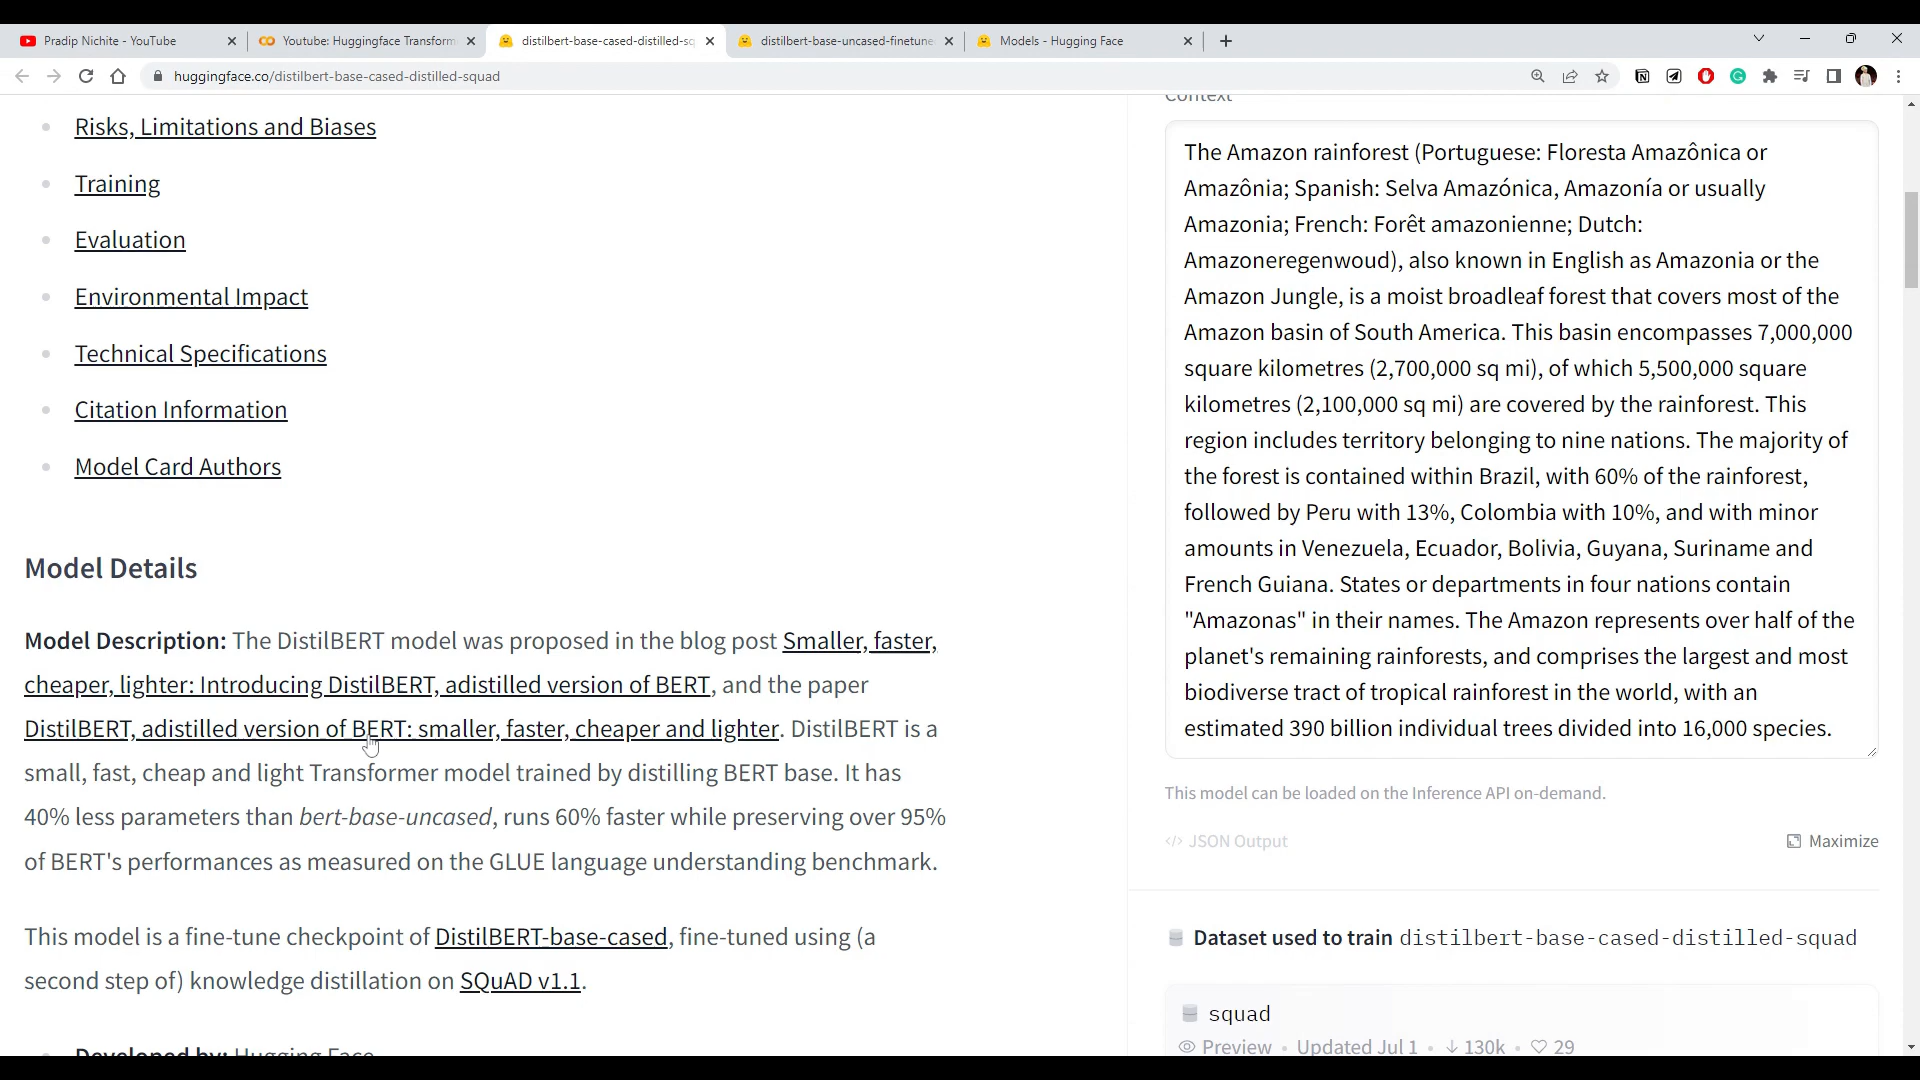 Pradip Nichite - YouTube
Youtube: Huggingface Transform
distilbert-base-cased-distilled-sq
distilbert-base-uncased-finetune
Models - Hugging Face
huggingface.co/distilbert-base-cased-distilled-squad
Risks, Limitations and Biases
Training
Evaluation
Environmental Impact
Technical Specifications
Citation Information
Model Card Authors
Model Details
Model Description: The DistilBERT model was proposed in the blog post Smaller, faster,
cheaper, lighter: Introducing DistilBERT, adistilled version of BERT, and the paper
DistilBERT, adistilled version of BERT: smaller, faster, cheaper and lighter. DistilBERT is a
small, fast, cheap and light Transformer model trained by distilling BERT base. It has
40% less parameters than bert-base-uncased, runs 60% faster while preserving over 95%
of BERT's performances as measured on the GLUE language understanding benchmark.
This model is a fine-tune checkpoint of DistilBERT-base-cased, fine-tuned using (a
second step of) knowledge distillation on SQuAD v1.1.
Developed by: Hugging Face
Context
The Amazon rainforest (Portuguese: Floresta Amazônica or
Amazônia; Spanish: Selva Amazónica, Amazonía or usually
Amazonia; French: Forêt amazonienne; Dutch:
Amazoneregenwoud), also known in English as Amazonia or the
Amazon Jungle, is a moist broadleaf forest that covers most of the
Amazon basin of South America. This basin encompasses 7,000,000
square kilometres (2,700,000 sq mi), of which 5,500,000 square
kilometres (2,100,000 sq mi) are covered by the rainforest. This
region includes territory belonging to nine nations. The majority of
the forest is contained within Brazil, with 60% of the rainforest,
followed by Peru with 13%, Colombia with 10%, and with minor
amounts in Venezuela, Ecuador, Bolivia, Guyana, Suriname and
French Guiana. States or departments in four nations contain
"Amazonas" in their names. The Amazon represents over half of the
planet's remaining rainforests, and comprises the largest and most
biodiverse tract of tropical rainforest in the world, with an
estimated 390 billion individual trees divided into 16,000 species.
This model can be loaded on the Inference API on-demand.
</> JSON Output
Maximize
Dataset used to train distilbert-base-cased-distilled-squad
squad
Preview • Updated Jul 1 • ↓ 130k • ♡ 29